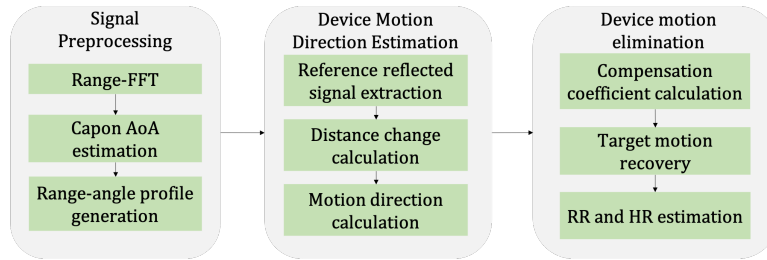 Signal
Preprocessing
Range-FFT
Capon AoA
estimation
Range-angle profile
generation
Device Motion
Direction Estimation
Reference reflected
signal extraction
Distance change
calculation
Motion direction
calculation
Device motion
elimination
Compensation
coefficient calculation
Target motion
recovery
RR and HR estimation